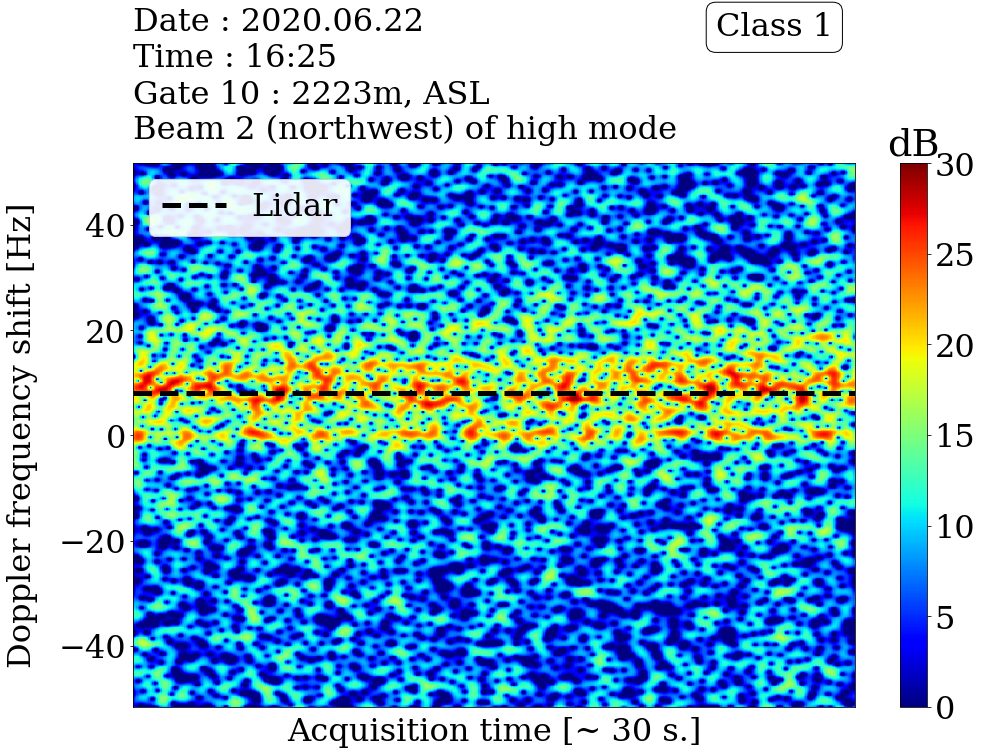 Date : 2020.06.22
Time : 16:25
Gate 10 : 2223m, ASL
Beam 2 (northwest) of high mode
Class 1
Lidar
Doppler frequency shift [Hz]
40
20
0
−20
−40
Acquisition time [~ 30 s.]
dB
30
25
20
15
10
5
0